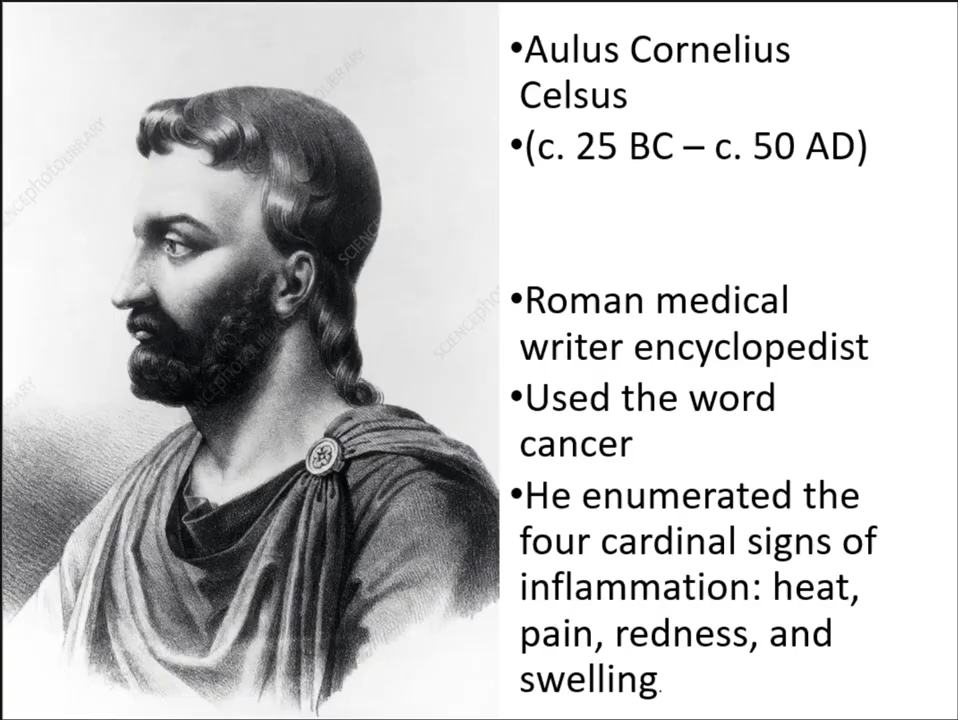 •Aulus Cornelius
Celsus
•(c. 25 BC – c. 50 AD)
•Roman medical
writer encyclopedist
•Used the word
cancer
•He enumerated the
four cardinal signs of
inflammation: heat,
pain, redness, and
swelling.
SCIENCEphotoLIBRARY